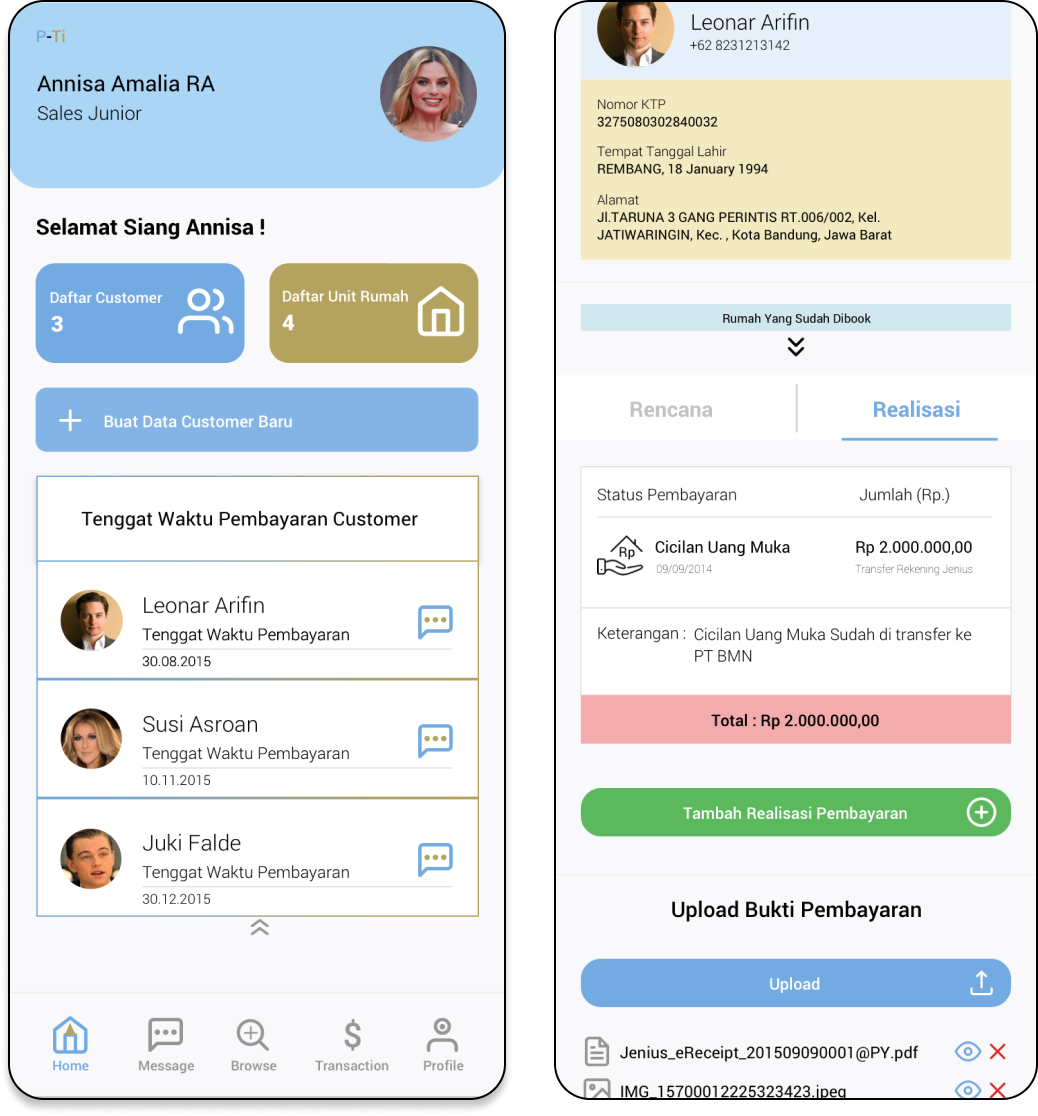 P-Ti
Annisa Amalia RA
Sales Junior
Selamat Siang Annisa !
Daftar Customer
3
Daftar Unit Rumah
4
Buat Data Customer Baru
Tenggat Waktu Pembayaran Customer
Leonar Arifin
Tenggat Waktu Pembayaran
30.08.2015
Susi Asroan
Tenggat Waktu Pembayaran
10.11.2015
Juki Falde
Tenggat Waktu Pembayaran
30.12.2015
Home
Message
Browse
Transaction
Profile
Leonar Arifin
+62 8231213142
Nomor KTP
3275080302840032
Tempat Tanggal Lahir
REMBANG, 18 January 1994
Alamat
Jl.TARUNA 3 GANG PERINTIS RT.006/002, Kel.
JATIWARINGIN, Kec. , Kota Bandung, Jawa Barat
Rumah Yang Sudah Dibook
Rencana
Realisasi
Status Pembayaran
Jumlah (Rp.)
Rp
Cicilan Uang Muka
Rp 2.000.000,00
09/09/2014
Transfer Rekening Jenius
Keterangan : Cicilan Uang Muka Sudah di transfer ke
PT BMN
Total : Rp 2.000.000,00
Tambah Realisasi Pembayaran
Upload Bukti Pembayaran
Upload
Jenius_eReceipt_201509090001@PY.pdf
IMG_15700012225323423.jpeg